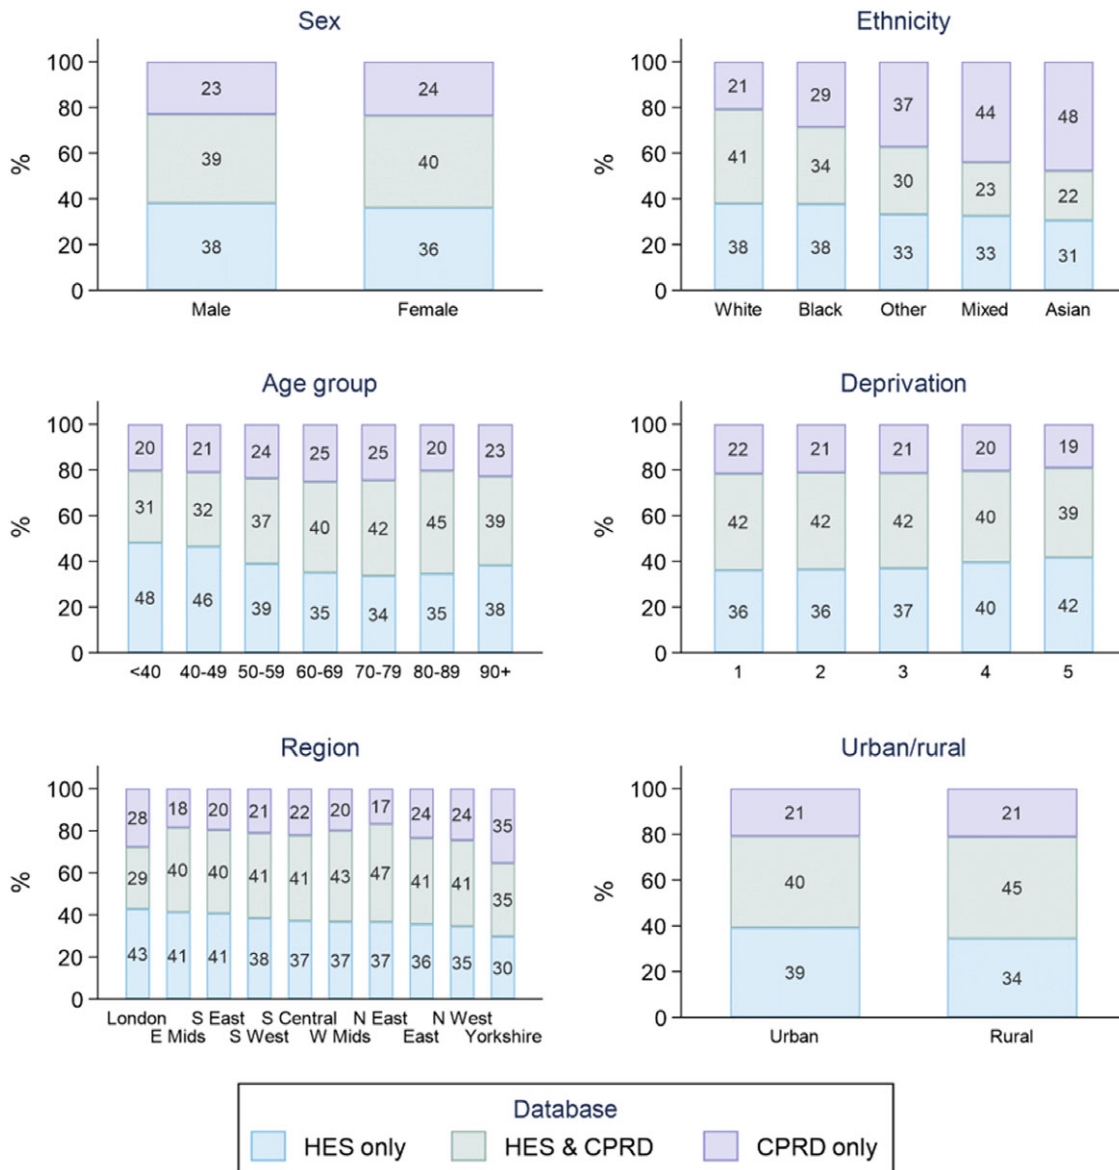 Sex
%
100
80
60
40
20
0
23
24
39
40
38
36
Male Female
Ethnicity
%
100
80
60
40
20
0
21 29 37 44 48
41 34 30 23 22
38 38 33 33 31
White Black Other Mixed Asian
Age group
%
100
80
60
40
20
0
20 21 24 25 25 20 23
31 32 37 40 42 45 39
48 46 39 35 34 35 38
<40 40-49 50-59 60-69 70-79 80-89 90+
Deprivation
%
100
80
60
40
20
0
22 21 21 20 19
42 42 42 40 39
36 36 37 40 42
1 2 3 4 5
Region
%
100
80
60
40
20
0
28 18 20 21 22 20 17 24 24 35
29 40 40 41 41 43 47 41 41 35
43 41 41 38 37 37 37 36 35 30
London S East S Central N East N West
E Mids S West W Mids East Yorkshire
Urban/rural
%
100
80
60
40
20
0
21 21
40 45
39 34
Urban Rural
Database
HES only HES & CPRD CPRD only